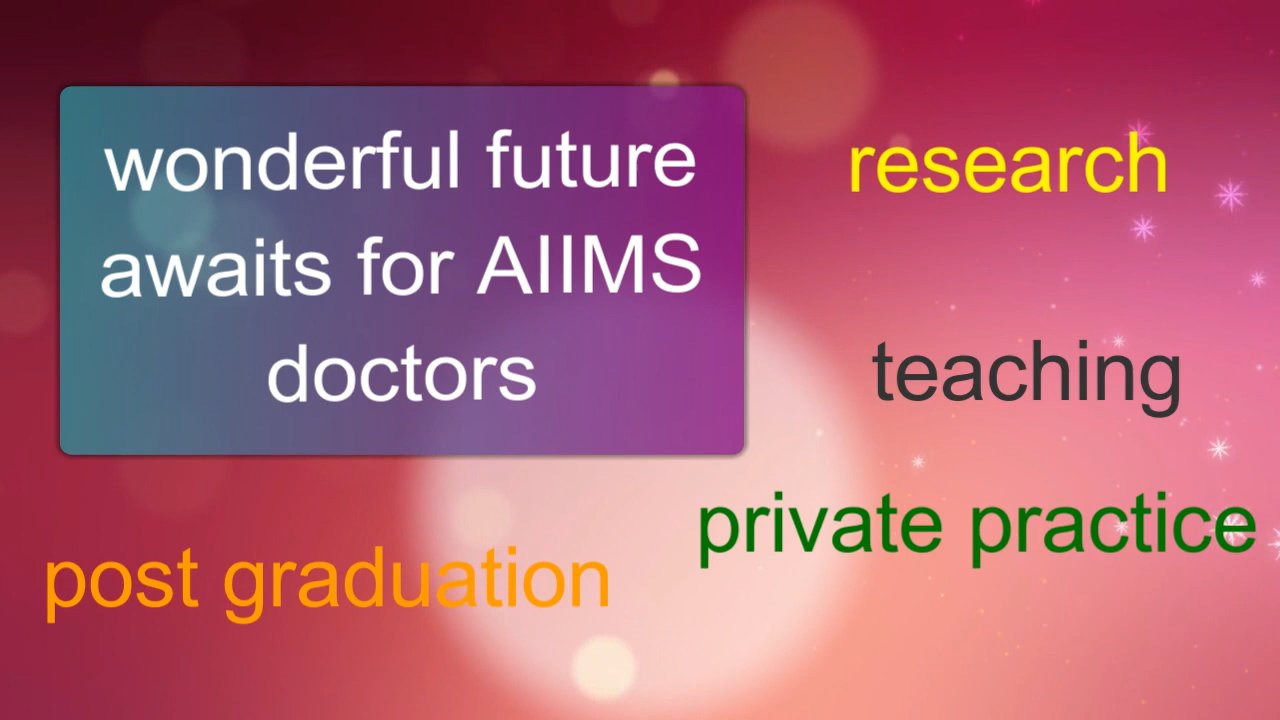 wonderful future
awaits for AIIMS
doctors
research
teaching
private practice
post graduation